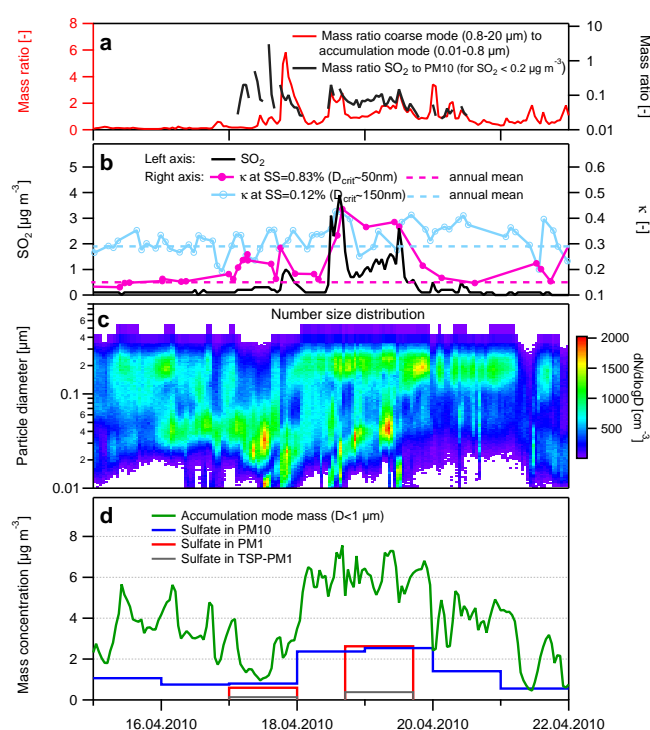 8
6
4
2
0
Mass ratio [-]
a
Mass ratio coarse mode (0.8-20 µm) to
accumulation mode (0.01-0.8 µm)
Mass ratio SO2 to PM10 (for SO2 < 0.2 µg m-3)
10
1
0.1
0.01
Mass ratio [-]
b
Left axis: SO2
Right axis: κ at SS=0.83% (Dcrit~50nm) annual mean
κ at SS=0.12% (Dcrit~150nm) annual mean
5
4
3
2
1
0
SO2 [µg m-3]
0.6
0.5
0.4
0.3
0.2
0.1
κ [-]
c
Number size distribution
4
2
0.1
6
4
2
0.01
Particle diameter [µm]
2000
1500
1000
500
dN/dlogD [cm-3]
d
Accumulation mode mass (D<1 µm)
Sulfate in PM10
Sulfate in PM1
Sulfate in TSP-PM1
8
6
4
2
0
Mass concentration [µg m-3]
16.04.2010 18.04.2010 20.04.2010 22.04.2010